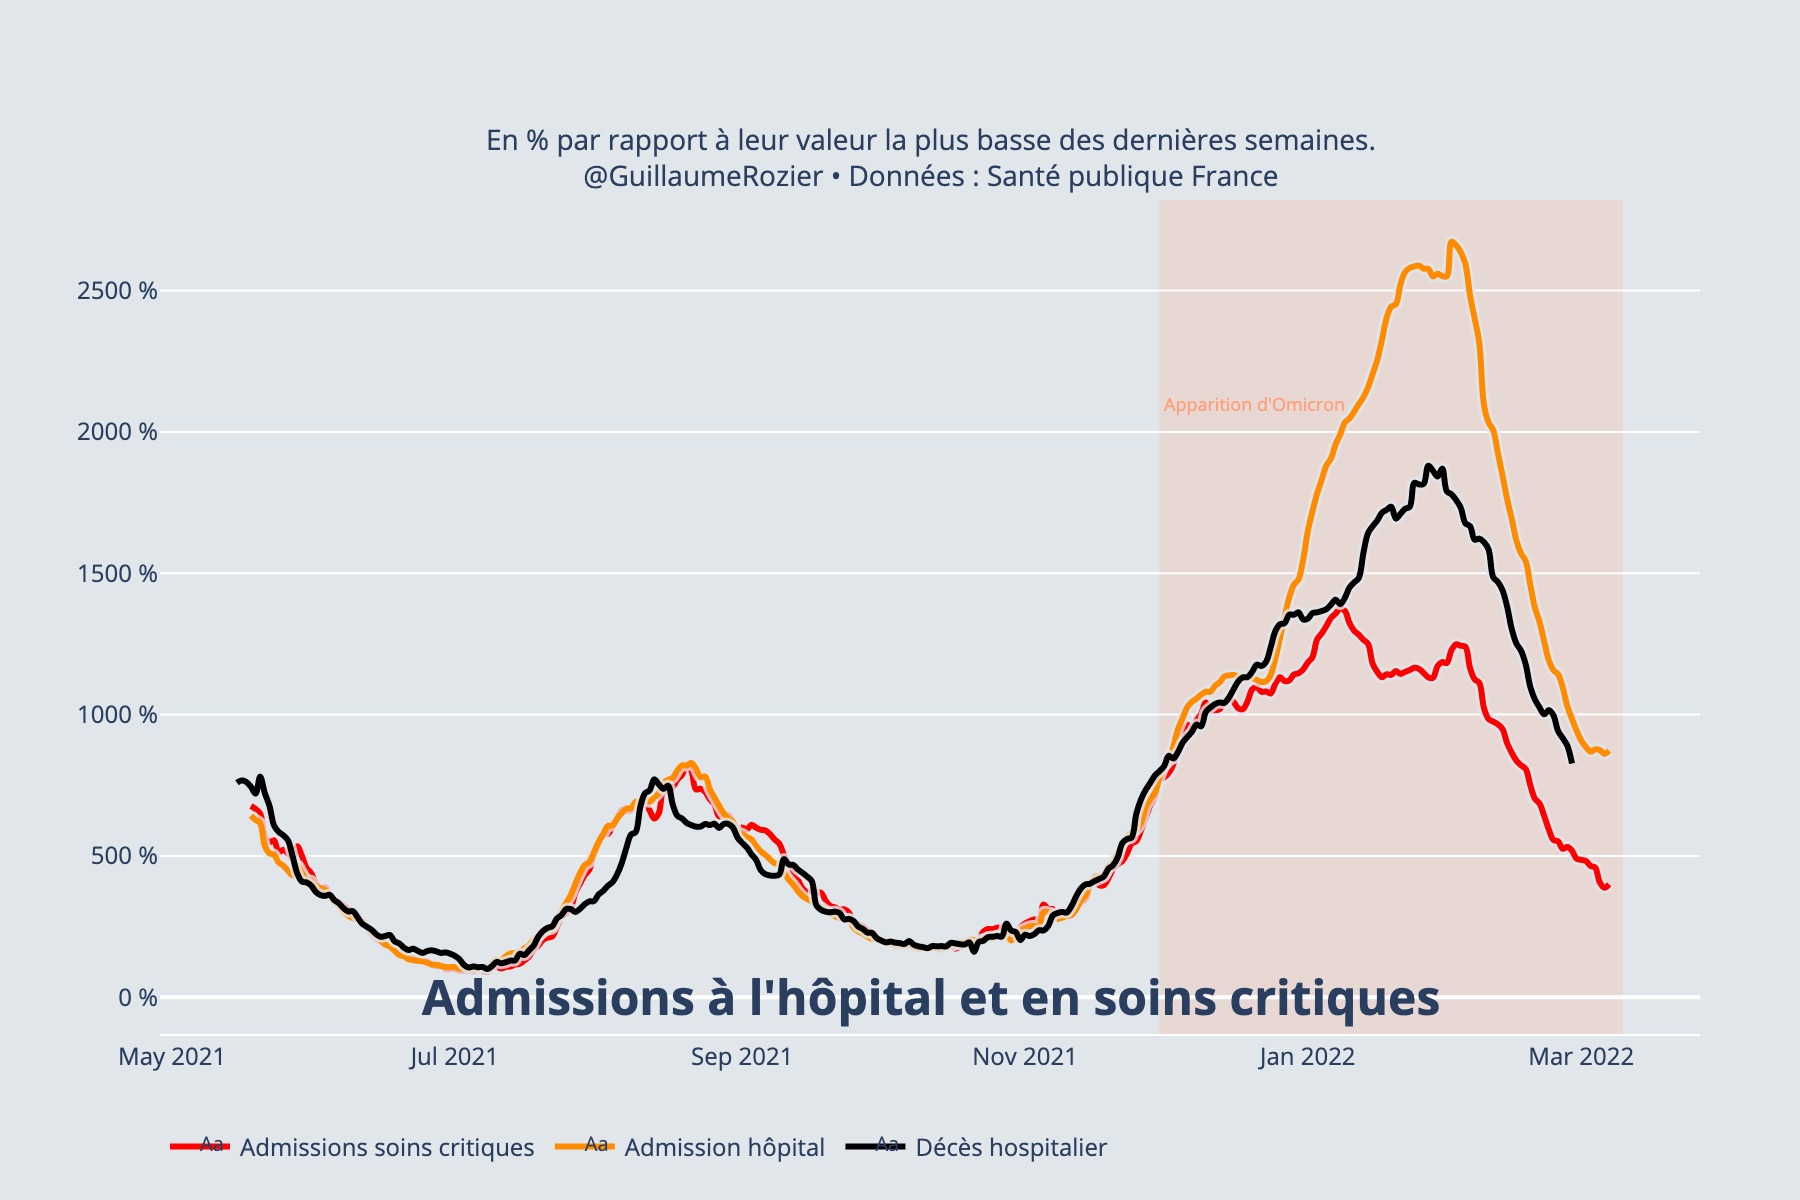 En % par rapport à leur valeur la plus basse des dernières semaines.
@GuillaumeRozier • Données : Santé publique France
2500 %
Apparition d'Omicron
2000 %
1500 %
1000 %
500 %
0 %
Admissions à l'hôpital et en soins critiques
May 2021 Jul 2021 Sep 2021 Nov 2021 Jan 2022 Mar 2022
Aa Admissions soins critiques Aa Admission hôpital Aa Décès hospitalier